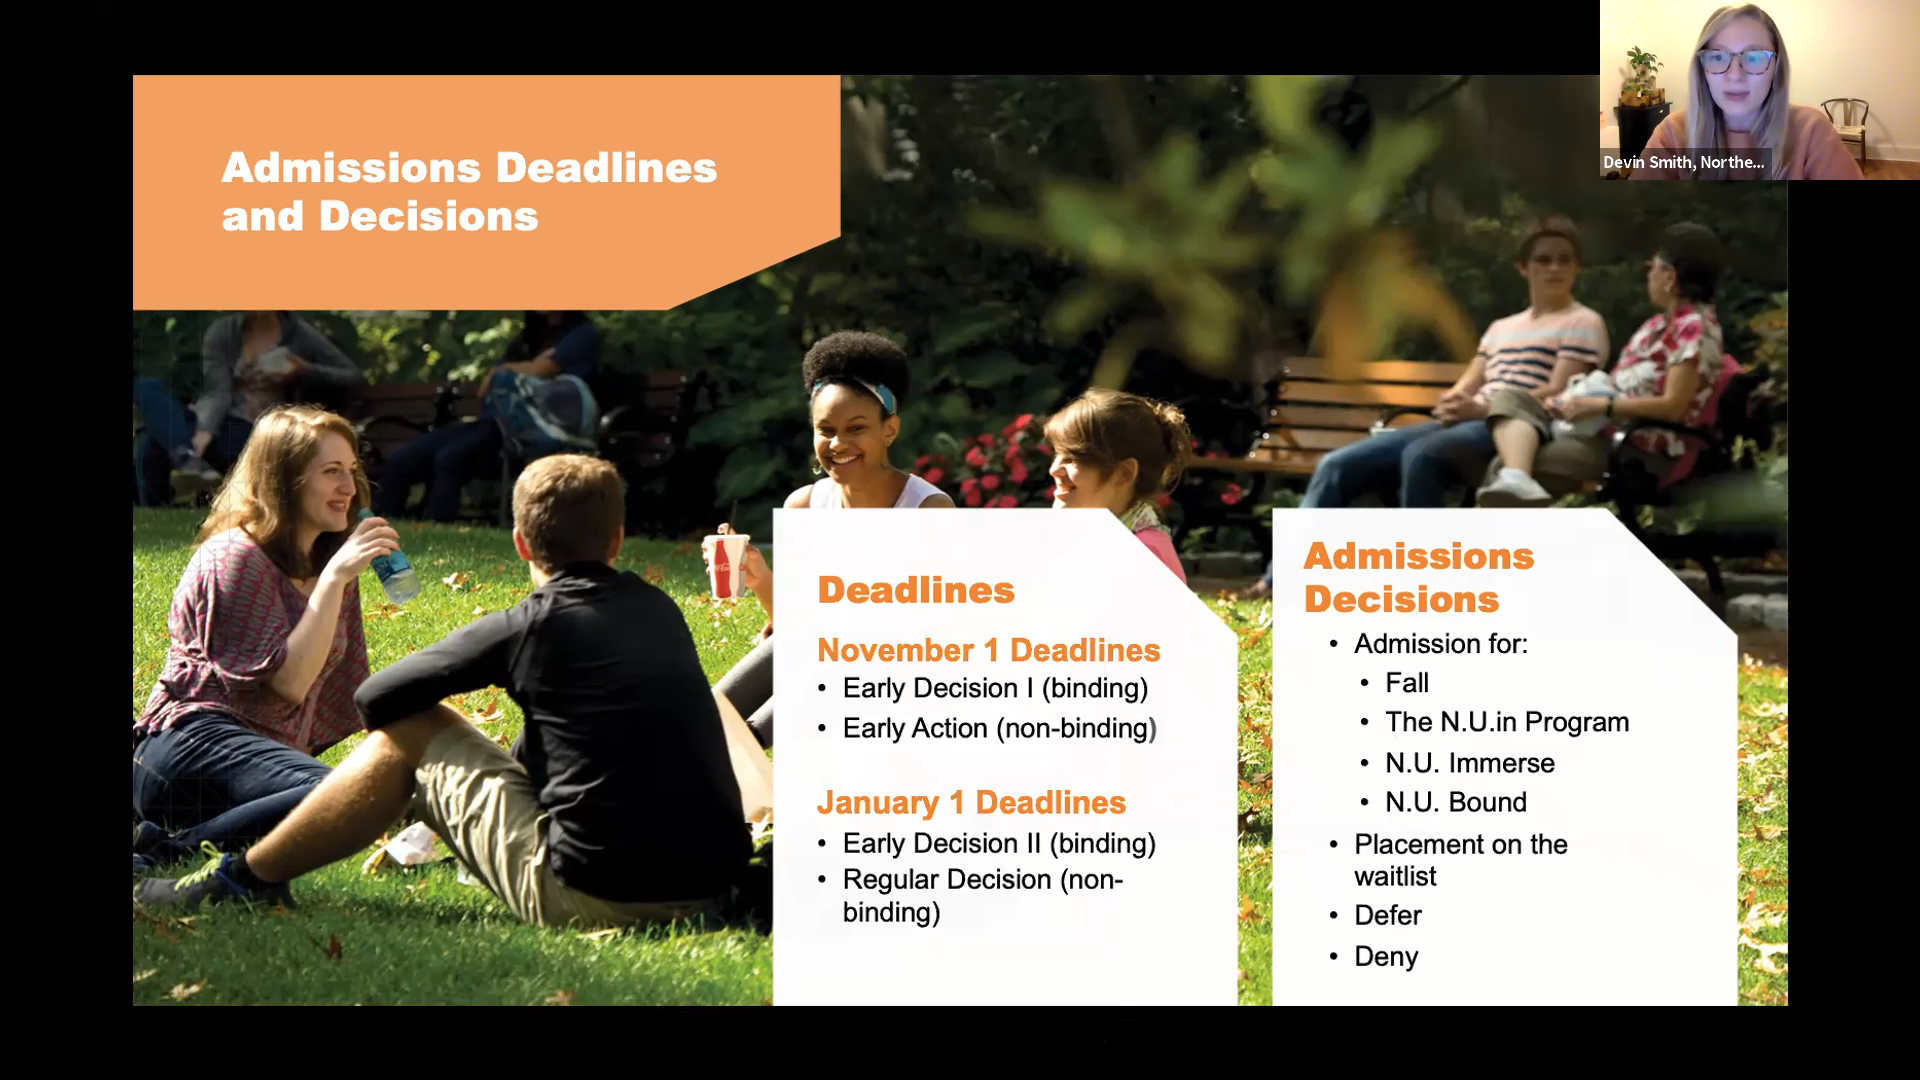 Devin Smith, Northe...
Admissions Deadlines
and Decisions
Deadlines
November 1 Deadlines
• Early Decision I (binding)
• Early Action (non-binding)
January 1 Deadlines
• Early Decision II (binding)
• Regular Decision (non-
binding)
Admissions
Decisions
• Admission for:
• Fall
• The N.U.in Program
• N.U. Immerse
• N.U. Bound
• Placement on the
waitlist
• Defer
• Deny